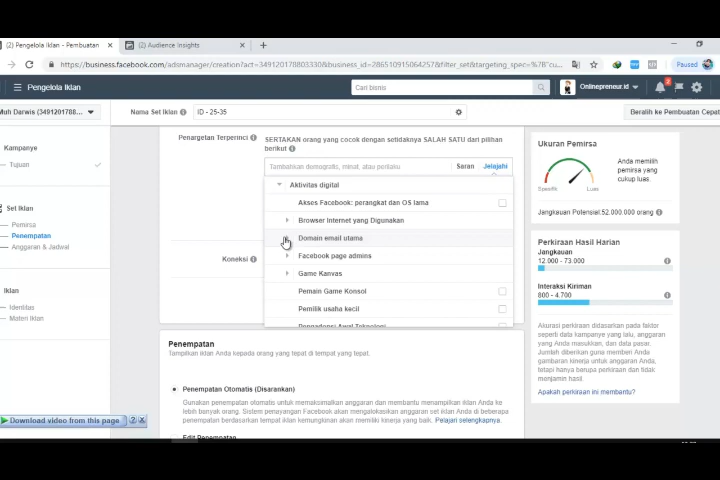 (2) Pengelola Iklan - Pembuatan
(2) Audience Insights
https://business.facebook.com/adsmanager/creation?act=349120178803330&business_id=286510915064257&filter_set&targeting_spec=%7B"cu...
Paused
Pengelola Iklan
Cari bisnis
Onlinepreneur.id
Muh Darwis (3491201788...
Nama Set Iklan
ID - 25-35
Beralih ke Pembuatan Cepat
Kampanye
Tujuan
Set Iklan
Pemirsa
Penempatan
Anggaran & Jadwal
Iklan
Identitas
Materi Iklan
Penargetan Terperinci
SERTAKAN orang yang cocok dengan setidaknya SALAH SATU dari pilihan
berikut
Tambahkan demografis, minat, atau perilaku
Saran
Jelajahi
Aktivitas digital
Akses Facebook: perangkat dan OS lama
Browser Internet yang Digunakan
Domain email utama
Facebook page admins
Game Kanvas
Pemain Game Konsol
Pemilik usaha kecil
Pengadopsi Awal Teknologi
Koneksi
Penempatan
Tampilkan iklan Anda kepada orang yang tepat di tempat yang tepat.
Penempatan Otomatis (Disarankan)
Gunakan penempatan otomatis untuk memaksimalkan anggaran dan membantu menampilkan iklan Anda ke
lebih banyak orang. Sistem penayangan Facebook akan mengalokasikan anggaran set iklan Anda di beberapa
penempatan berdasarkan tempat iklan kemungkinan akan memiliki kinerja yang baik. Pelajari selengkapnya.
Edit Penempatan
Ukuran Pemirsa
Anda memiliki
pemirsa yang
cukup luas.
Spesifik
Luas
Jangkauan Potensial:52.000.000 orang
Perkiraan Hasil Harian
Jangkauan
12.000 - 73.000
Interaksi Kiriman
800 - 4.700
Akurasi perkiraan didasarkan pada faktor
seperti data kampanye yang lalu, anggaran
yang Anda masukkan, dan data pasar.
Jumlah diberikan guna memberi Anda
gambaran kinerja untuk anggaran Anda,
tetapi hanya berupa perkiraan dan tidak
menjamin hasil.
Apakah perkiraan ini membantu?
Download video from this page